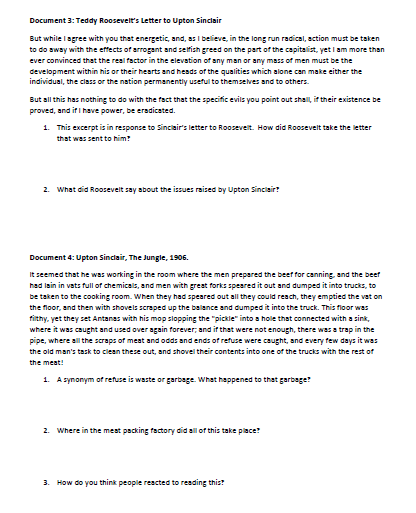 Document 3: Teddy Roosevelt's Letter to Upton Sinclair
But while I agree with you that energetic, and, as I believe, in the long run radical, action must be taken
to do away with the effects of arrogant and selfish greed on the part of the capitalist, yet I am more than
ever convinced that the real factor in the elevation of any man or any mass of men must be the
development within his or their hearts and heads of the qualities which alone can make either the
individual, the class or the nation permanently useful to themselves and to others.
But all this has nothing to do with the fact that the specific evils you point out shall, if their existence be
proved, and if I have power, be eradicated.
1. This excerpt is in response to Sinclair's letter to Roosevelt. How did Roosevelt take the letter
that was sent to him?
2. What did Roosevelt say about the issues raised by Upton Sinclair?
Document 4: Upton Sinclair, The Jungle, 1906.
It seemed that he was working in the room where the men prepared the beef for canning, and the beef
had lain in vats full of chemicals, and men with great forks speared it out and dumped it into trucks, to
be taken to the cooking room. When they had speared out all they could reach, they emptied the vat on
the floor, and then with shovels scraped up the balance and dumped it into the truck. This floor was
filthy, yet they set Antanas with his mop slopping the "pickle" into a hole that connected with a sink,
where it was caught and used over again forever; and if that were not enough, there was a trap in the
pipe, where all the scraps of meat and odds and ends of refuse were caught, and every few days it was
the old man's task to clean these out, and shovel their contents into one of the trucks with the rest of
the meat!
1. A synonym of refuse is waste or garbage. What happened to that garbage?
2. Where in the meat packing factory did all of this take place?
3. How do you think people reacted to reading this?